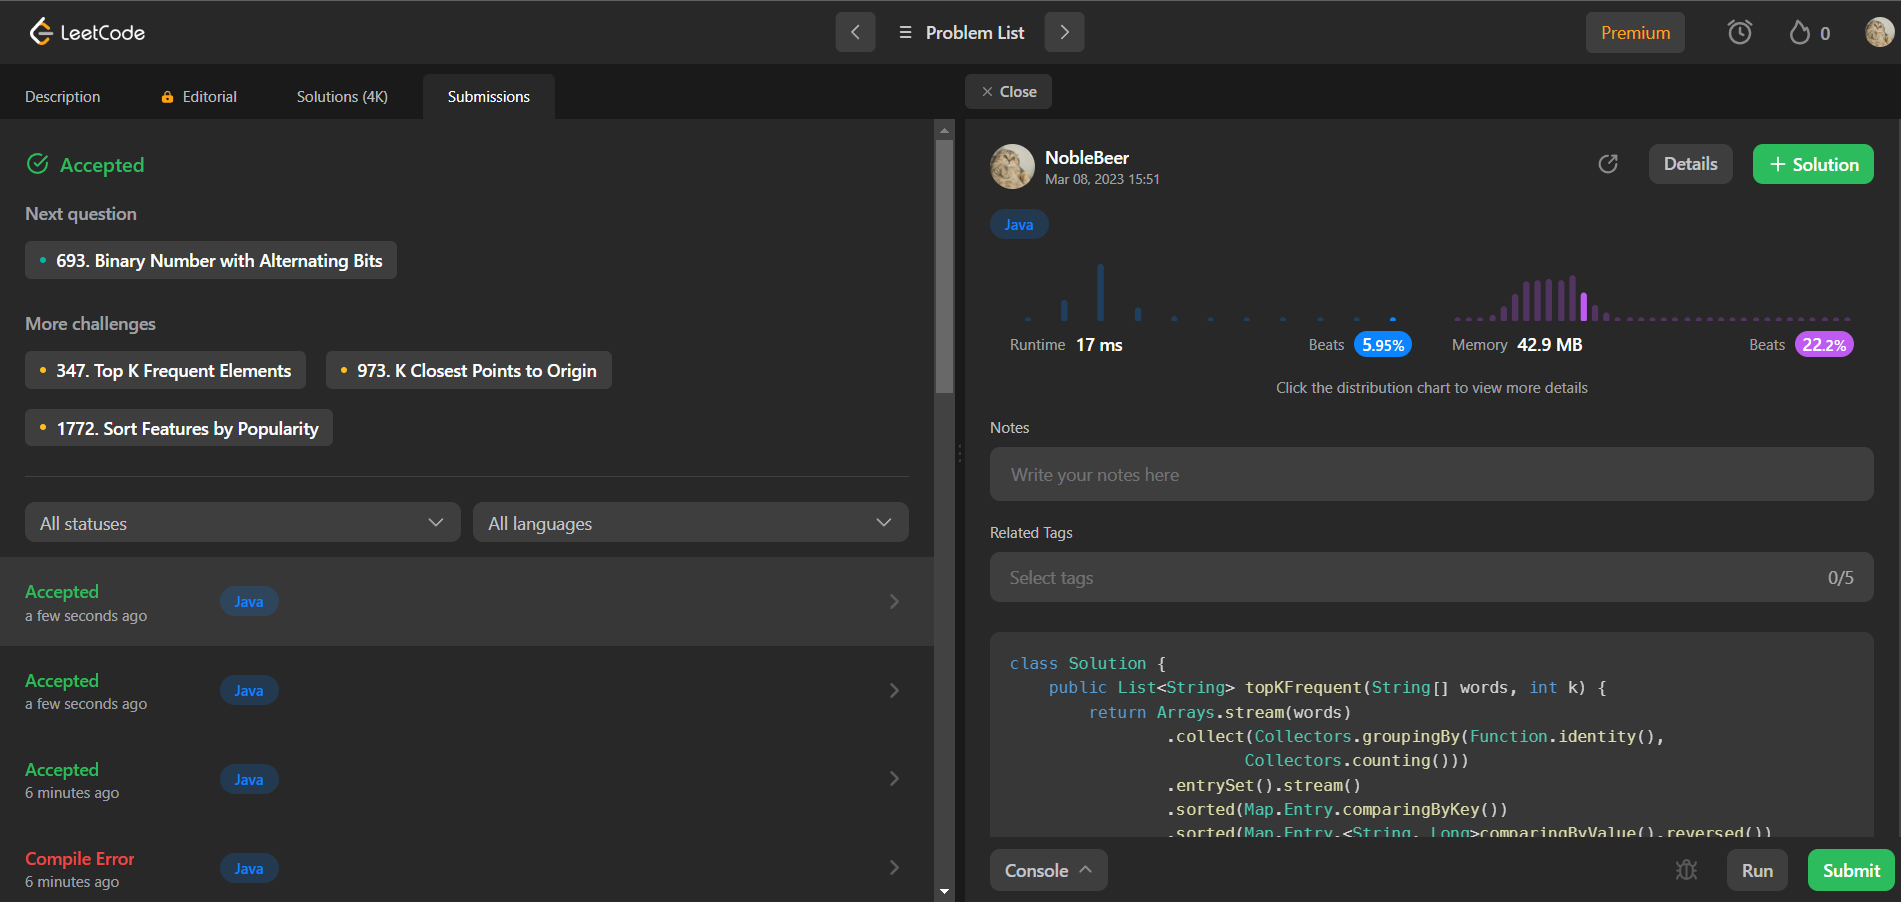 LeetCode
Problem List
Premium
0
Description
Editorial
Solutions (4K)
Submissions
Close
Accepted
Next question
693. Binary Number with Alternating Bits
More challenges
347. Top K Frequent Elements
973. K Closest Points to Origin
1772. Sort Features by Popularity
All statuses
All languages
Accepted
a few seconds ago
Java
Accepted
a few seconds ago
Java
Accepted
6 minutes ago
Java
Compile Error
6 minutes ago
Java
NobleBeer
Mar 08, 2023 15:51
Details
+ Solution
Java
Runtime 17 ms
Beats 5.95%
Memory 42.9 MB
Beats 22.2%
Click the distribution chart to view more details
Notes
Write your notes here
Related Tags
Select tags
0/5
class Solution {
    public List<String> topKFrequent(String[] words, int k) {
        return Arrays.stream(words)
                .collect(Collectors.groupingBy(Function.identity(),
                        Collectors.counting()))
                .entrySet().stream()
                .sorted(Map.Entry.comparingByKey())
                .sorted(Map.Entry.<String, Long>comparingByValue().reversed())
Console
Run
Submit